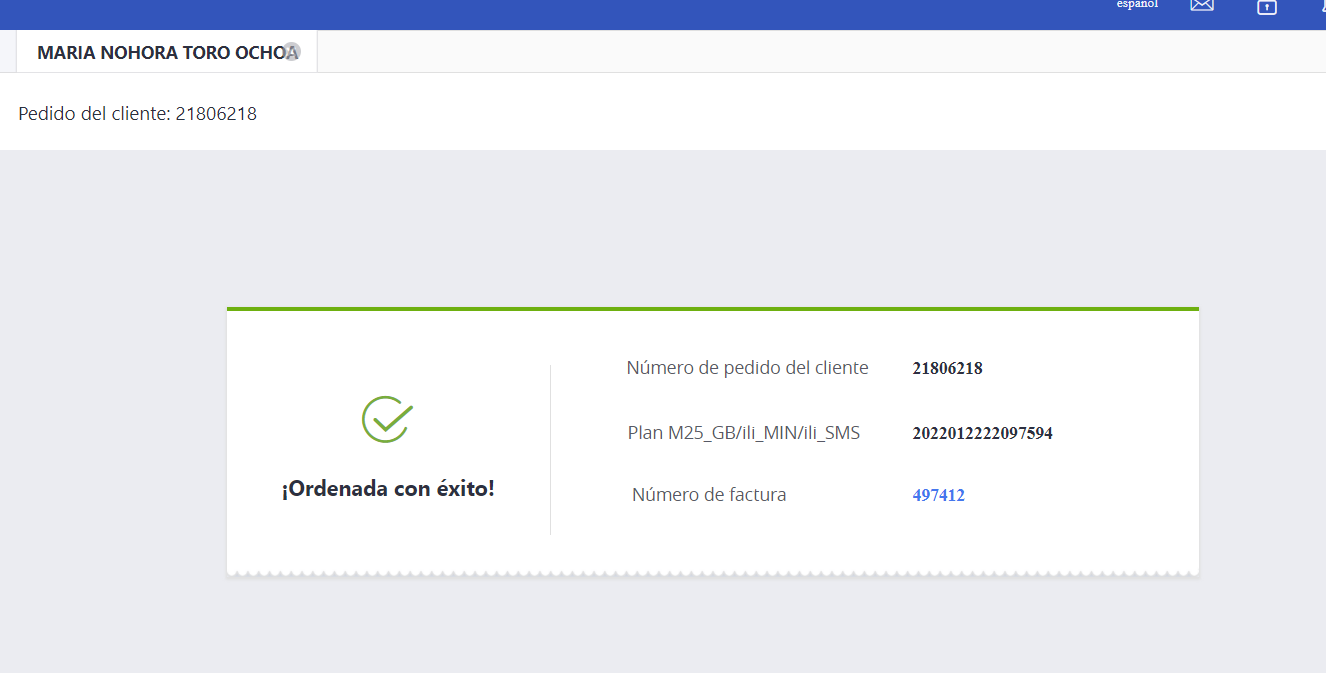 español
MARIA NOHORA TORO OCHOA
Pedido del cliente: 21806218
Número de pedido del cliente 21806218
Plan M25_GB/ili_MIN/ili_SMS 2022012222097594
¡Ordenada con éxito!
Número de factura 497412